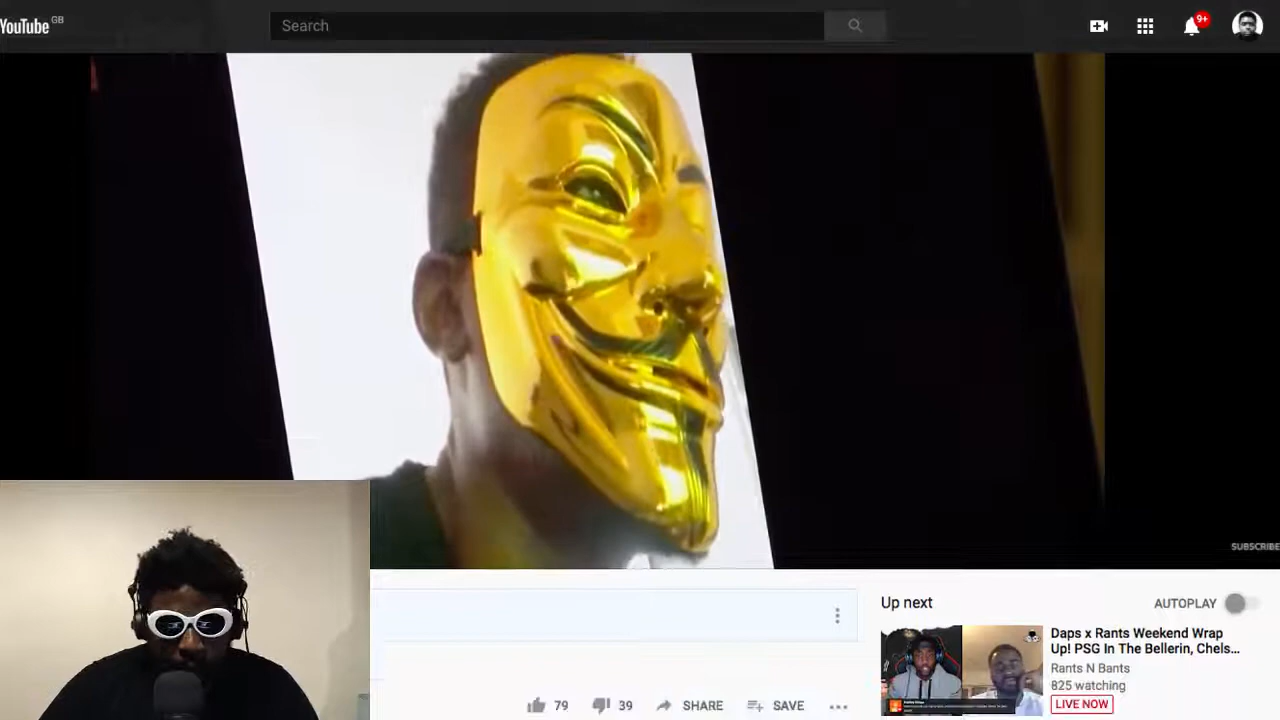 YouTube GB
Search
9+
SUBSCRIBE
Up next
AUTOPLAY
Daps x Rants Weekend Wrap
Up! PSG In The Bellerin, Chels...
Rants N Bants
825 watching
LIVE NOW
79
39
SHARE
SAVE